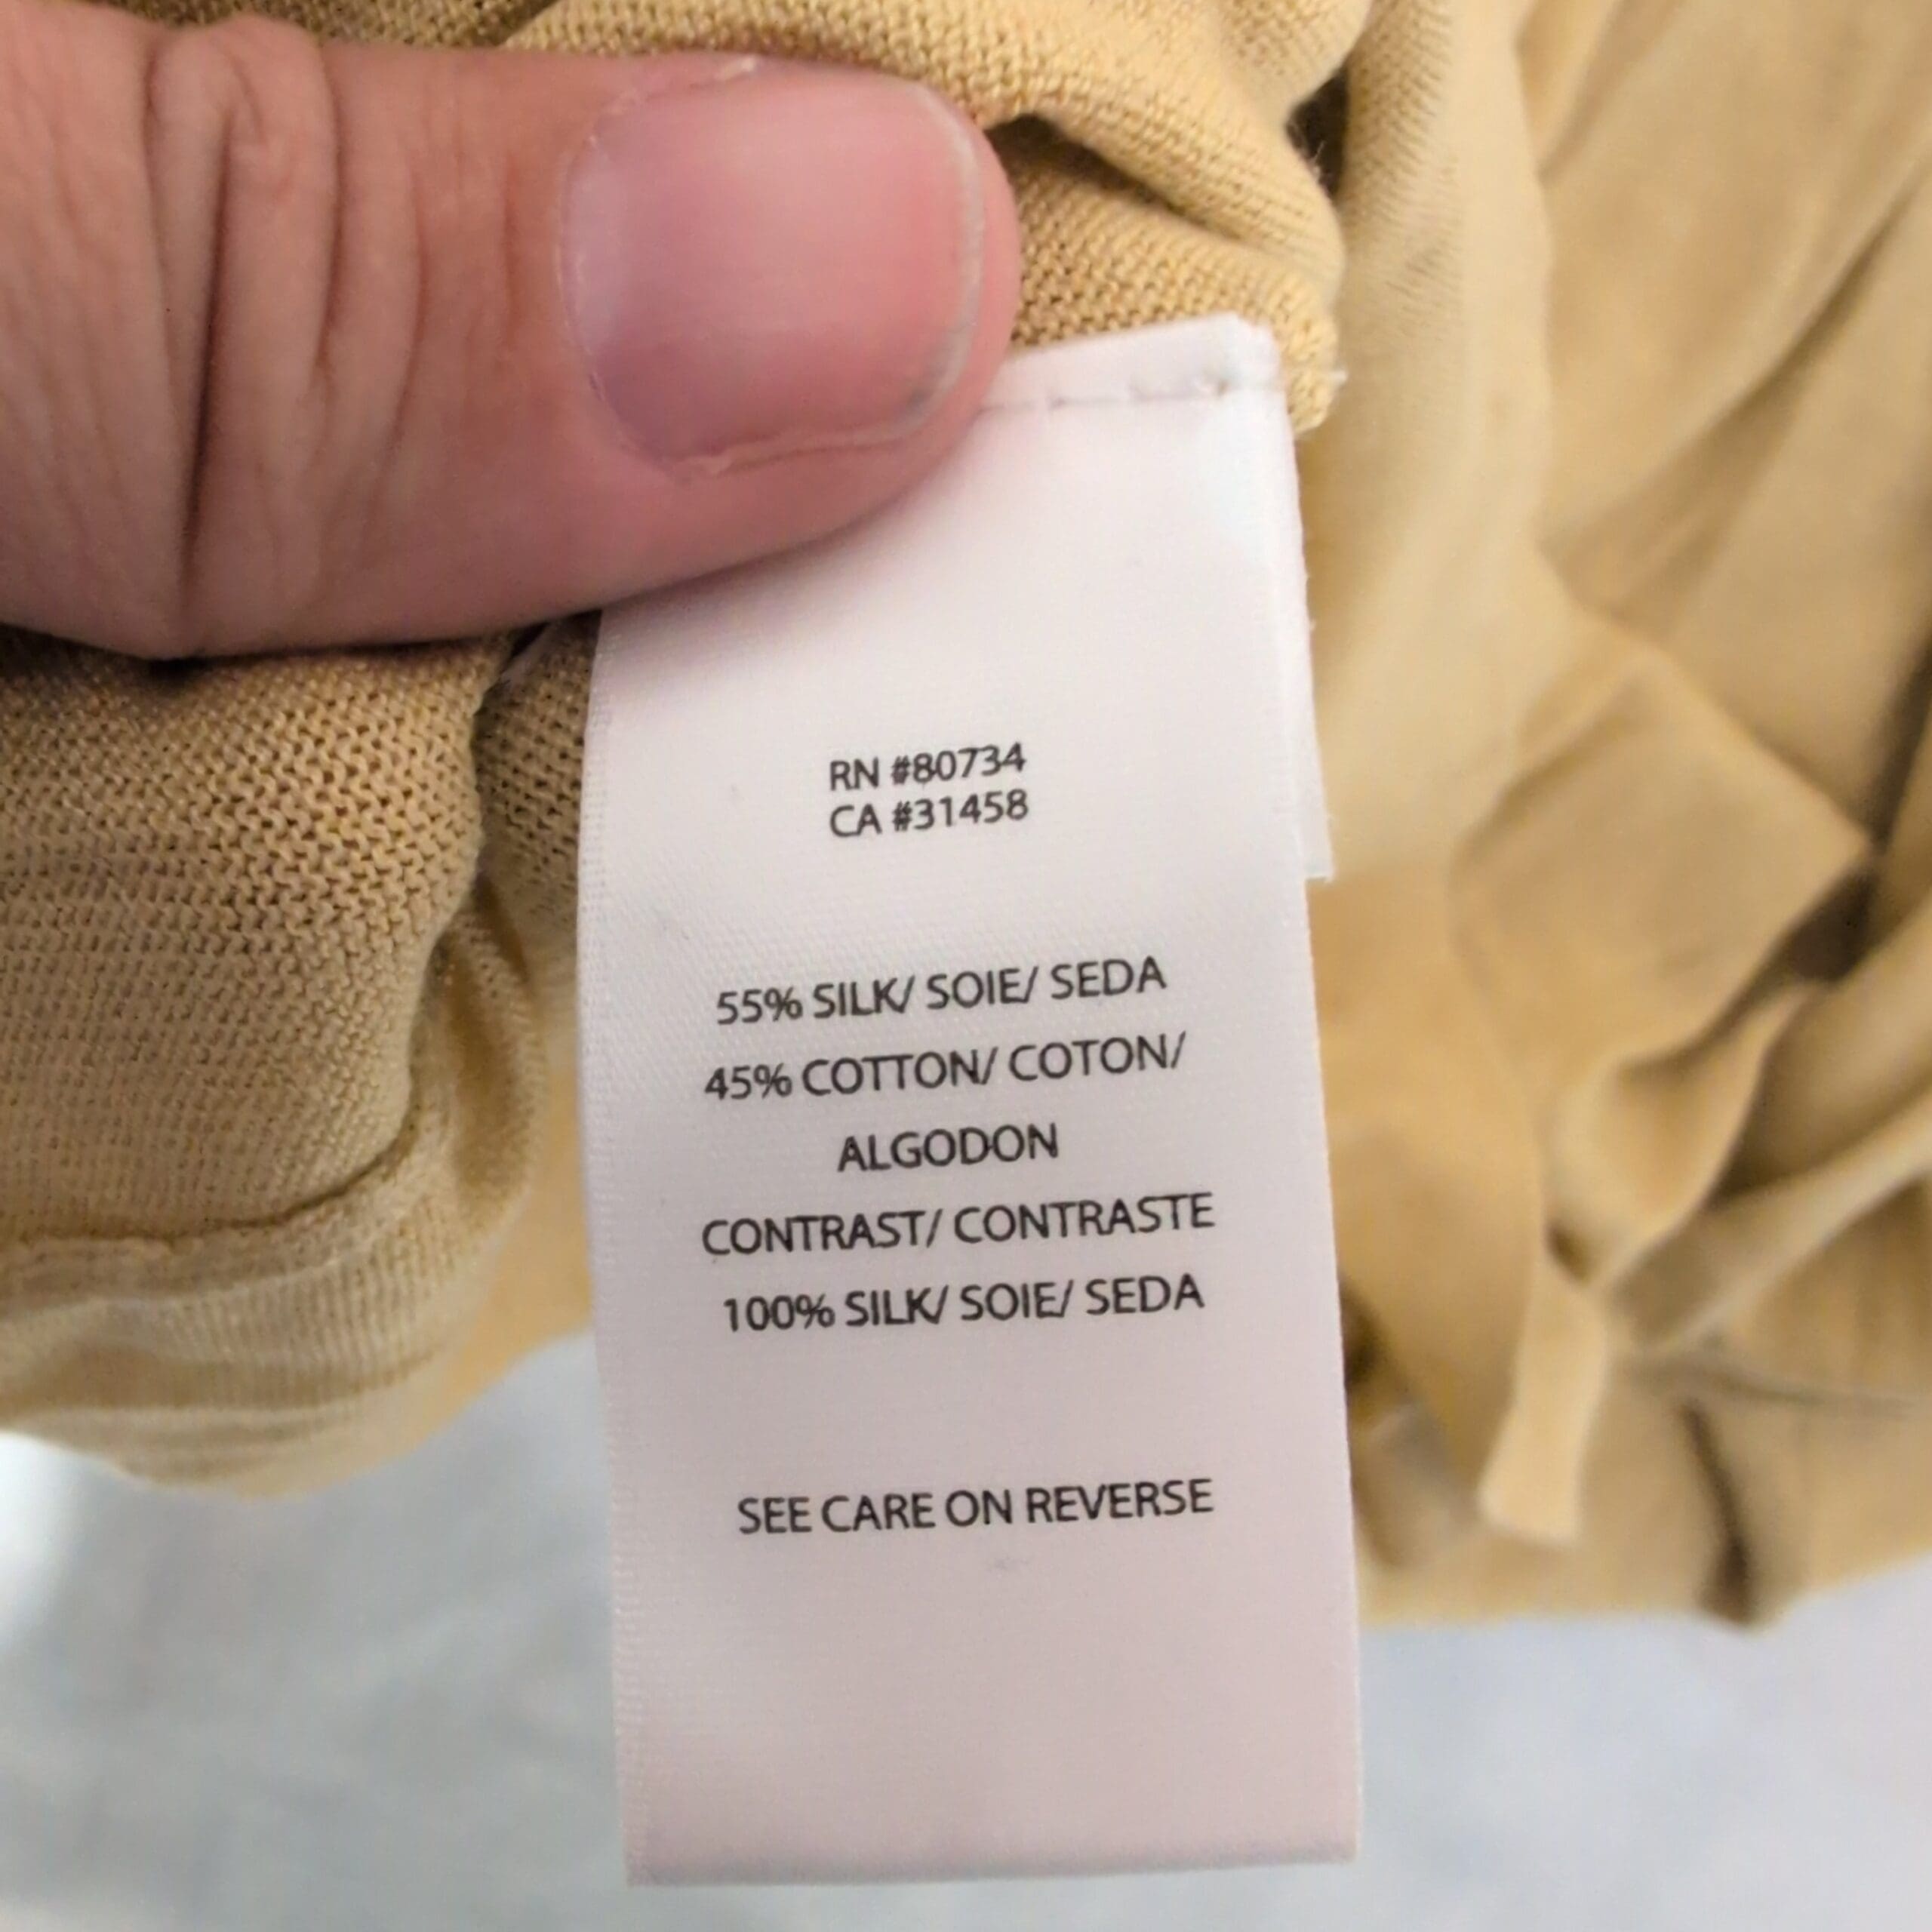 RN #80734
CA #31458
55% SILK/ SOIE/ SEDA
45% COTTON/ COTON/
ALGODON
CONTRAST/ CONTRASTE
100% SILK/ SOIE/ SEDA
SEE CARE ON REVERSE